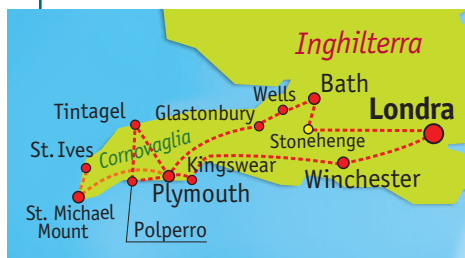 Inghilterra
Wells
Bath
Tintagel
Glastonbury
Londra
Stonehenge
St. Ives
Cornovaglia
Kingswear
Plymouth
Winchester
St. Michael
Mount
Polperro